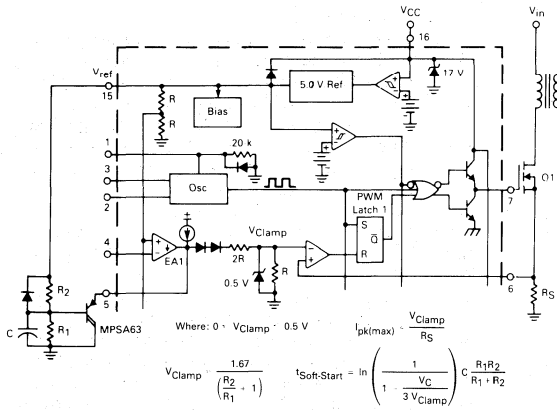 VCC
Vin
16
Vref
15
R
R
Bias
5.0 V Ref
17 V
1
3
2
20 k
Osc
Q1
7
PWM
Latch 1
S
Q̅
R
VClamp
4
EA1
2R
R
0.5 V
6
RS
R2
R1
C
5
MPSA63
Where: 0 VClamp 0.5 V
Ipk(max) VClamp
RS
VClamp 1.67
(R2
R1 + 1)
tSoft-Start = ln ( 1
1 VC
3 VClamp ) C R1R2
R1 + R2